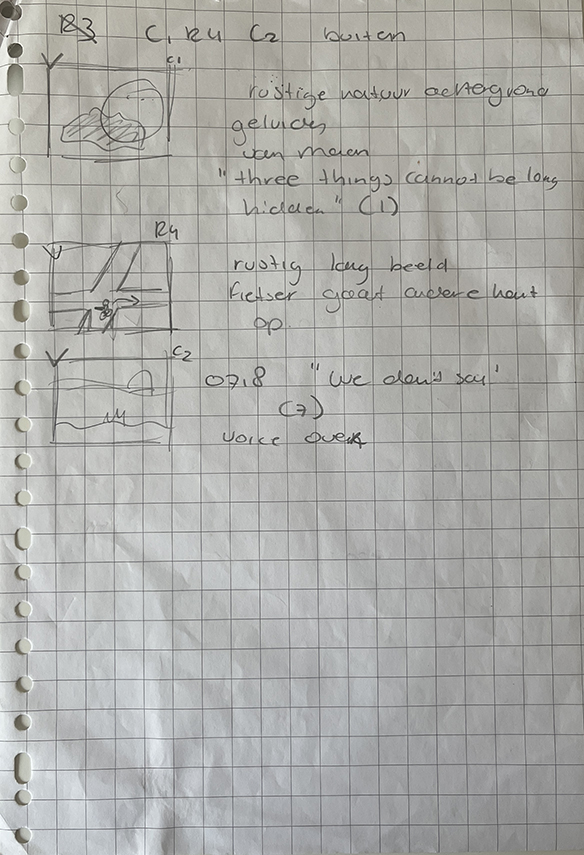 R3 C1 R4 C2 buiten
C1
rustige natuur achtergrond
geluiden
van maen
"three things cannot be long
hidden" (1)
R4
rustig lang beeld
fietser gaat andere kant
op
C2
07.8 "we don't say"
(7)
voice over